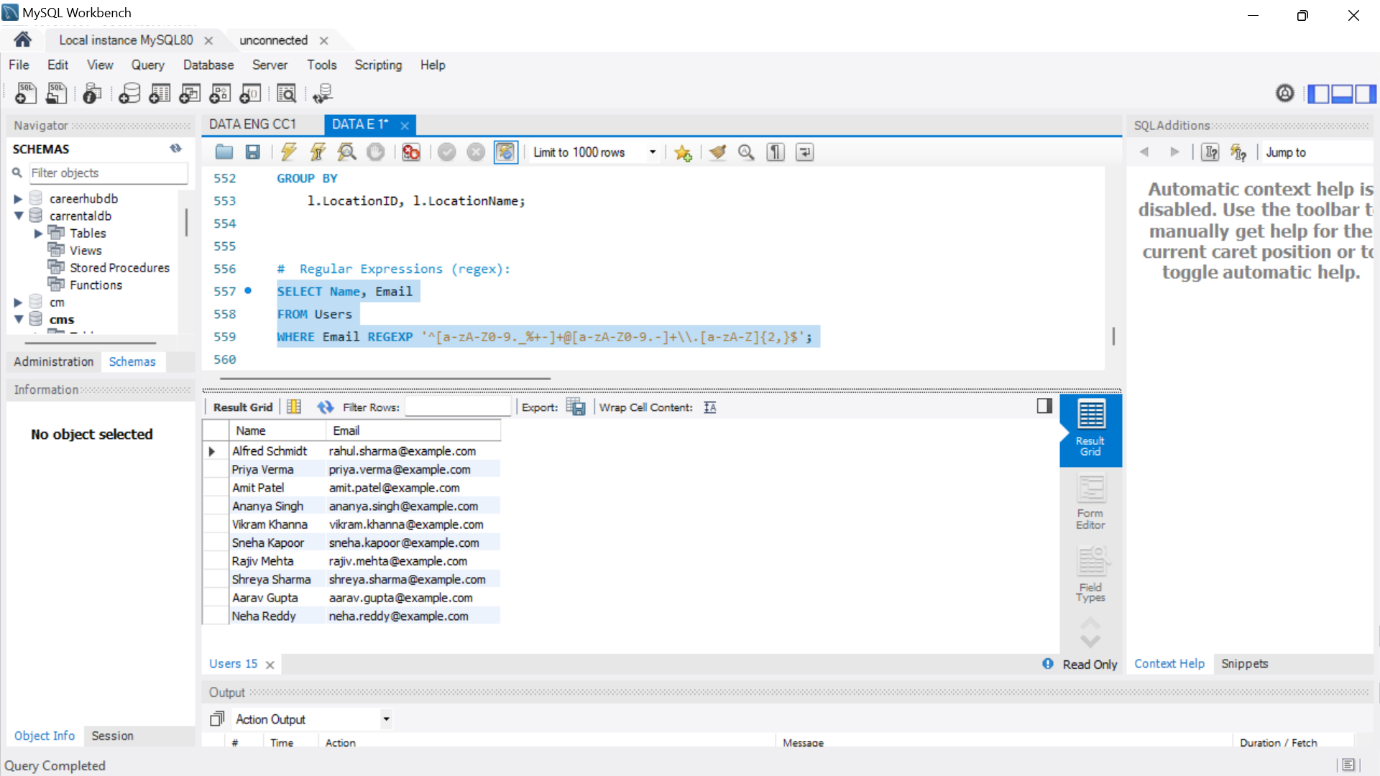 MySQL Workbench
Local instance MySQL80
unconnected
File Edit View Query Database Server Tools Scripting Help
Navigator
SCHEMAS
Filter objects
careerhubdb
carrentaldb
Tables
Views
Stored Procedures
Functions
cm
cms
Administration Schemas
Information
No object selected
Object Info Session
DATA ENG CC1
DATA E 1*
Limit to 1000 rows
552 GROUP BY
553 l.LocationID, l.LocationName;
554
555
556 # Regular Expressions (regex):
557 SELECT Name, Email
558 FROM Users
559 WHERE Email REGEXP '^[a-zA-Z0-9._%+-]+@[a-zA-Z0-9.-]+\\.[a-zA-Z]{2,}$';
560
Result Grid Filter Rows: Export: Wrap Cell Content:
Name Email
Alfred Schmidt rahul.sharma@example.com
Priya Verma priya.verma@example.com
Amit Patel amit.patel@example.com
Ananya Singh ananya.singh@example.com
Vikram Khanna vikram.khanna@example.com
Sneha Kapoor sneha.kapoor@example.com
Rajiv Mehta rajiv.mehta@example.com
Shreya Sharma shreya.sharma@example.com
Aarav Gupta aarav.gupta@example.com
Neha Reddy neha.reddy@example.com
Result
Grid
Form
Editor
Field
Types
Users 15
Read Only
SQLAdditions
Jump to
Automatic context help is
disabled. Use the toolbar t
manually get help for the
current caret position or to
toggle automatic help.
Context Help Snippets
Output
Action Output
# Time Action Message Duration / Fetch
Query Completed